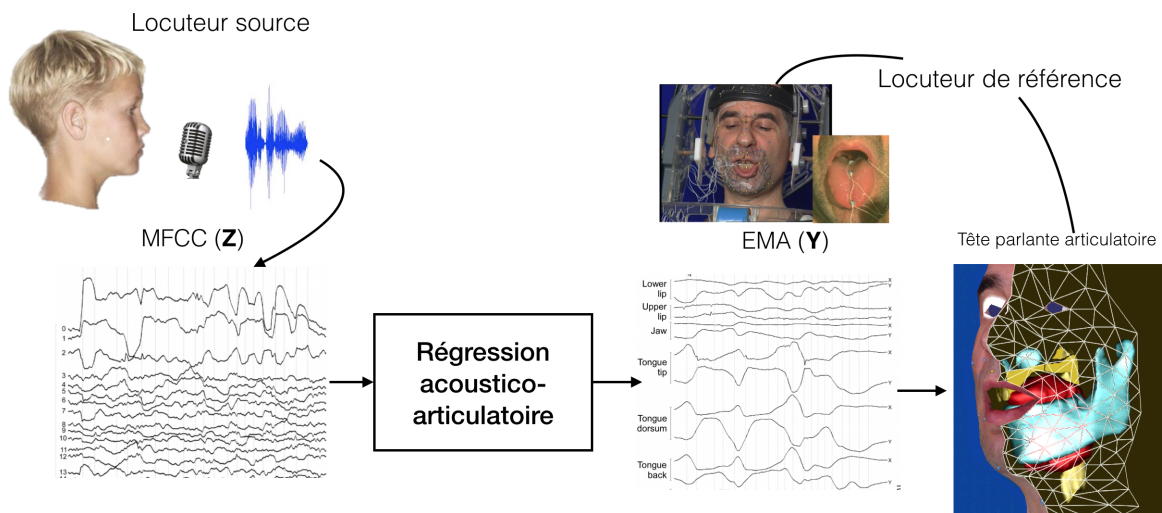 Locuteur source
Locuteur de référence
MFCC (Z)
EMA (Y)
Tête parlante articulatoire
0
1
2
3
4
5
6
7
8
9
10
11
12
13
Régression
acoustico-
articulatoire
Lower
lip
X
Y
Upper
lip
X
Y
Jaw
X
Y
Tongue
tip
X
Y
Tongue
dorsum
X
Y
Tongue
back
X
Y